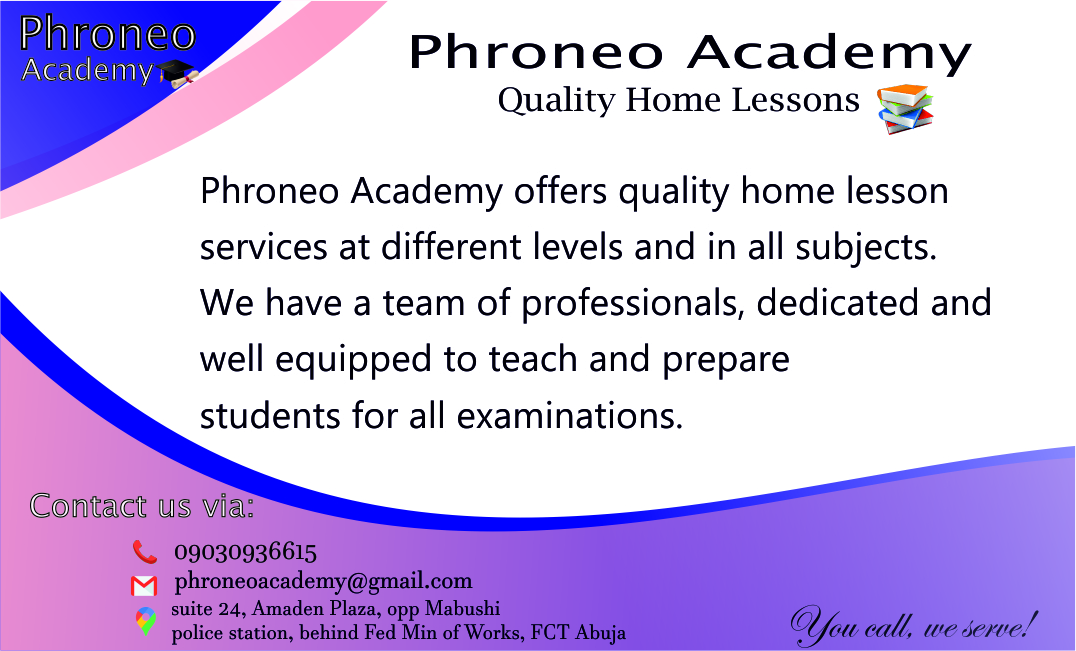 Phroneo
Academy
Phroneo Academy
Quality Home Lessons
Phroneo Academy offers quality home lesson
services at different levels and in all subjects.
We have a team of professionals, dedicated and
well equipped to teach and prepare
students for all examinations.
Contact us via:
09030936615
phroneoacademy@gmail.com
suite 24, Amaden Plaza, opp Mabushi
police station, behind Fed Min of Works, FCT Abuja
You call, we serve!